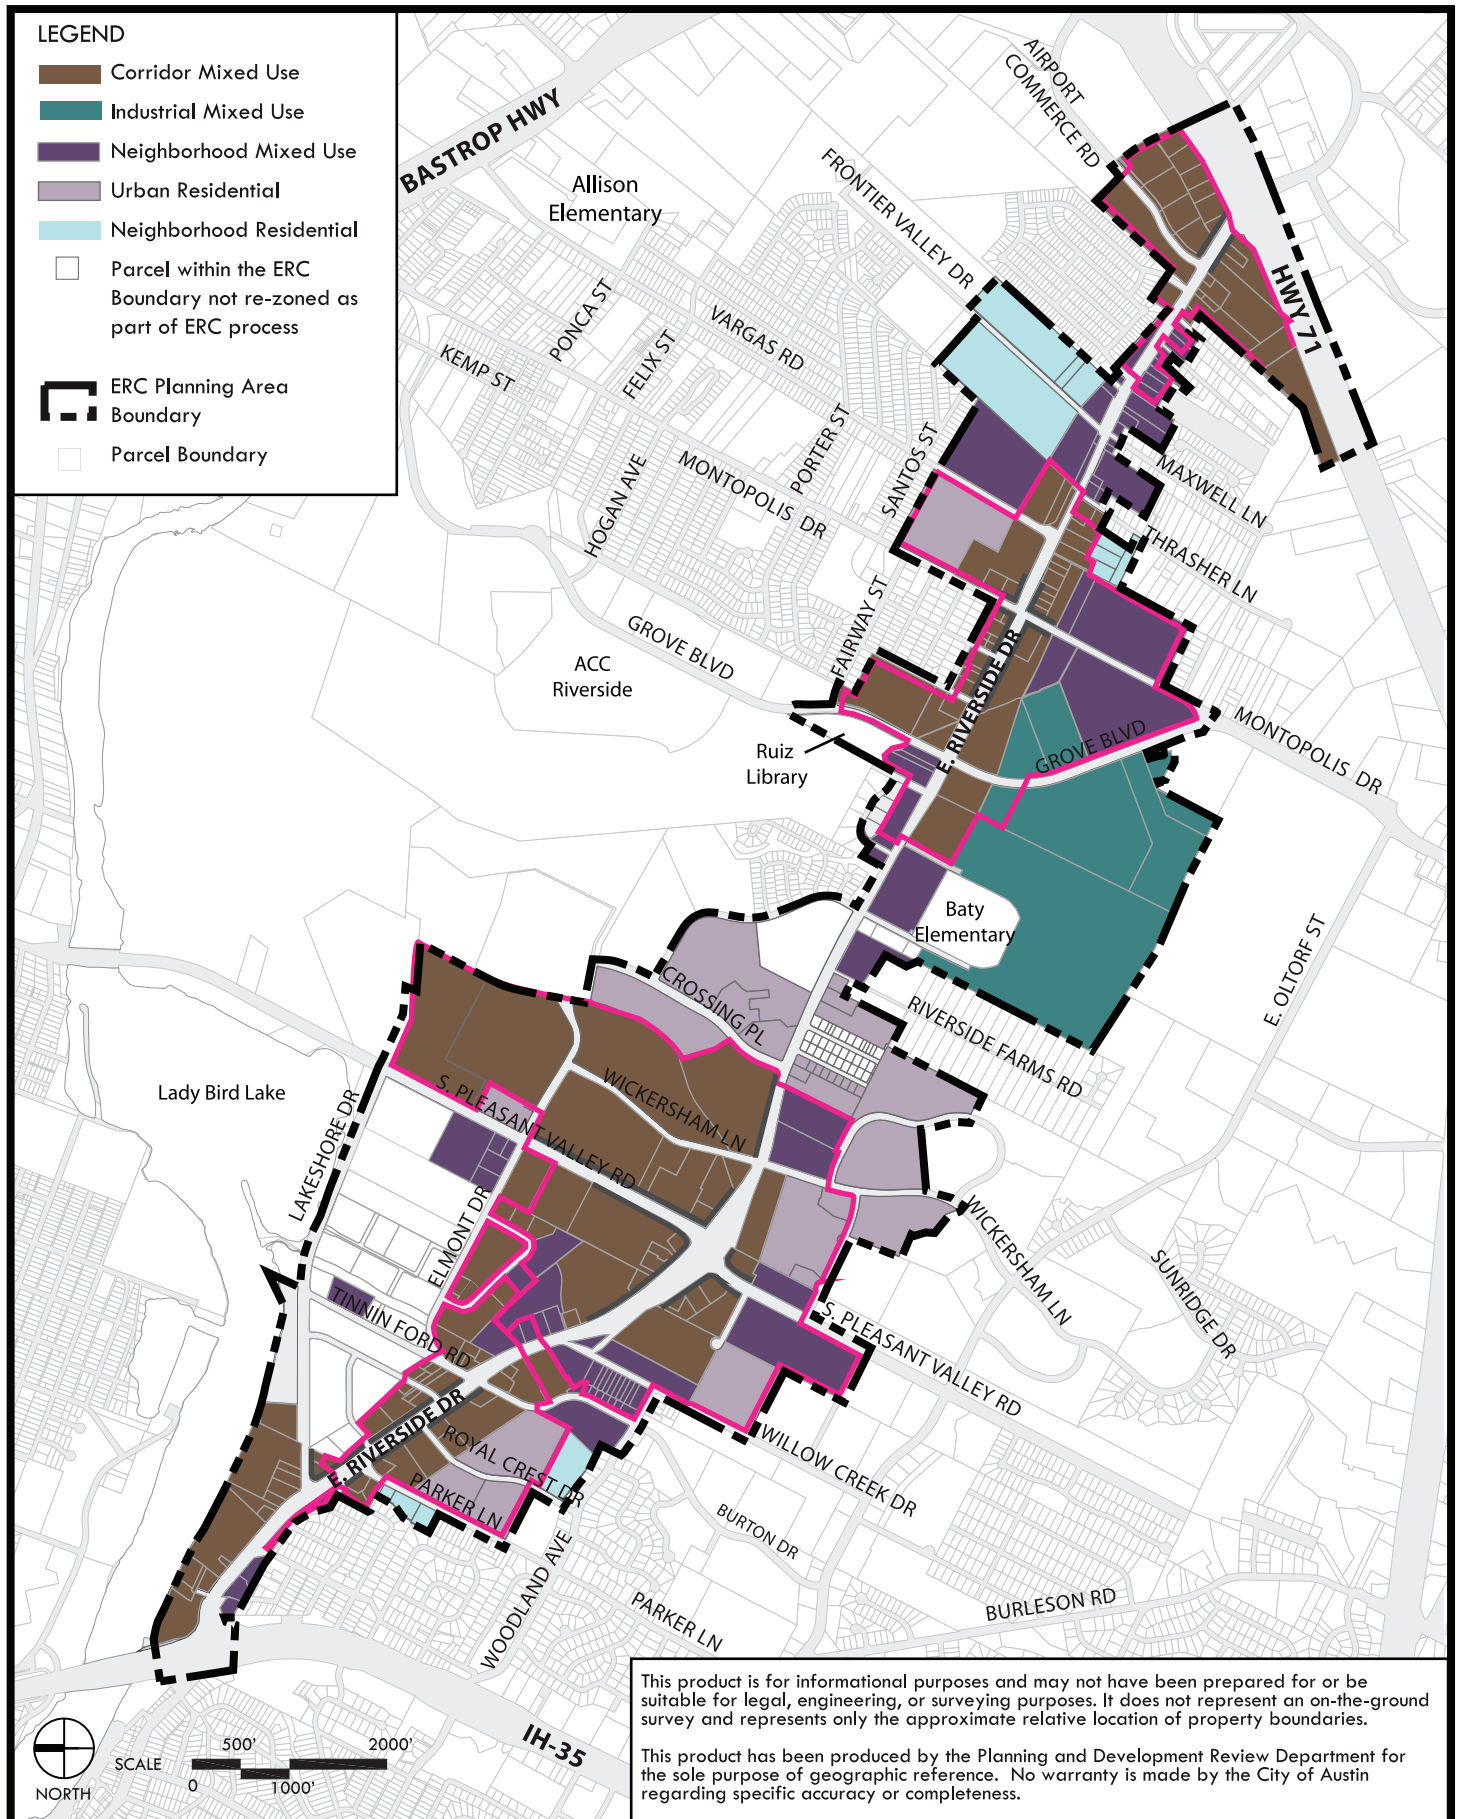 LEGEND
Corridor Mixed Use
Industrial Mixed Use
Neighborhood Mixed Use
Urban Residential
Neighborhood Residential
Parcel within the ERC
Boundary not re-zoned as
part of ERC process
ERC Planning Area
Boundary
Parcel Boundary
BASTROP HWY
AIRPORT
COMMERCE RD
Allison
Elementary
FRONTIER VALLEY DR
HWY 71
PONCA ST
VARGAS RD
FELIX ST
KEMP ST
PORTER ST
SANTOS ST
MONTOPOLIS DR
HOGAN AVE
MAXWELL LN
THRASHER LN
FAIRWAY ST
GROVE BLVD
ACC
Riverside
E. RIVERSIDE DR
GROVE BLVD
MONTOPOLIS DR
Ruiz
Library
Baty
Elementary
E. OLTORF ST
CROSSING PL
RIVERSIDE FARMS RD
Lady Bird Lake
LAKESHORE DR
S. PLEASANT VALLEY RD
WICKERSHAM LN
ELMONT DR
WICKERSHAM LN
SUNRIDGE DR
TINNIN FORD RD
S. PLEASANT VALLEY RD
E. RIVERSIDE DR
ROYAL CREST DR
PARKER LN
WILLOW CREEK DR
BURTON DR
WOODLAND AVE
PARKER LN
BURLESON RD
IH-35
NORTH
SCALE
500'
2000'
0
1000'
This product is for informational purposes and may not have been prepared for or be
suitable for legal, engineering, or surveying purposes. It does not represent an on-the-ground
survey and represents only the approximate relative location of property boundaries.
This product has been produced by the Planning and Development Review Department for
the sole purpose of geographic reference. No warranty is made by the City of Austin
regarding specific accuracy or completeness.